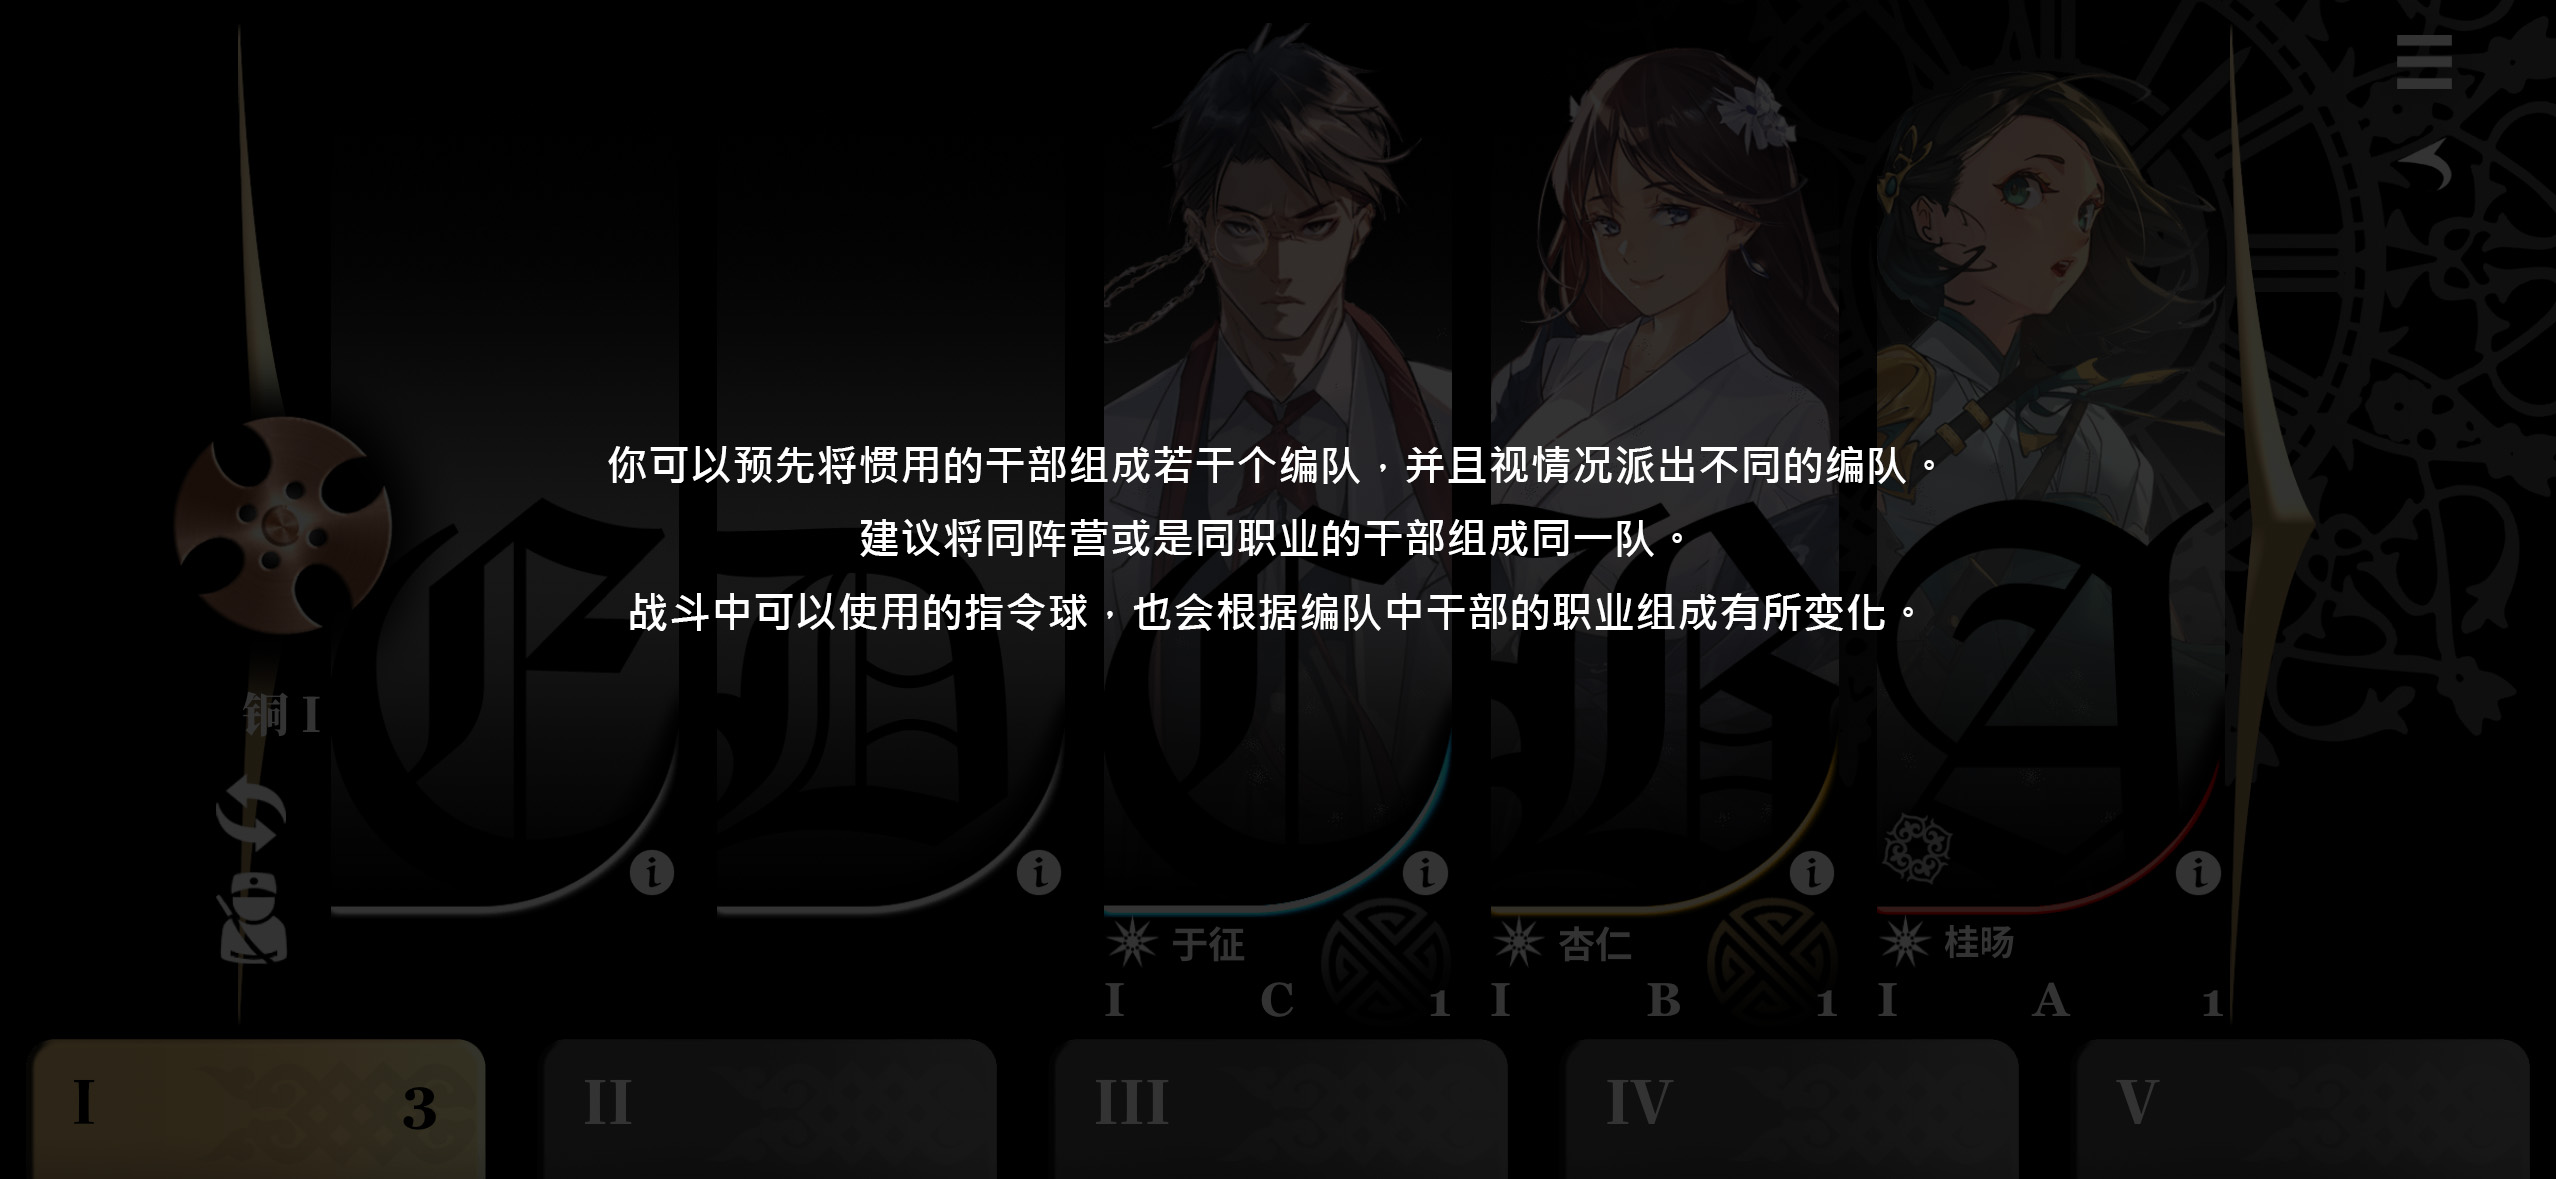 你可以预先将惯用的干部组成若干个编队，并且视情况派出不同的编队。
建议将同阵营或是同职业的干部组成同一队。
战斗中可以使用的指令球，也会根据编队中干部的职业组成有所变化。
E D C B A
铜 I
于征 杏仁 桂旸
I C 1 I B 1 I A 1
I 3 II III IV V